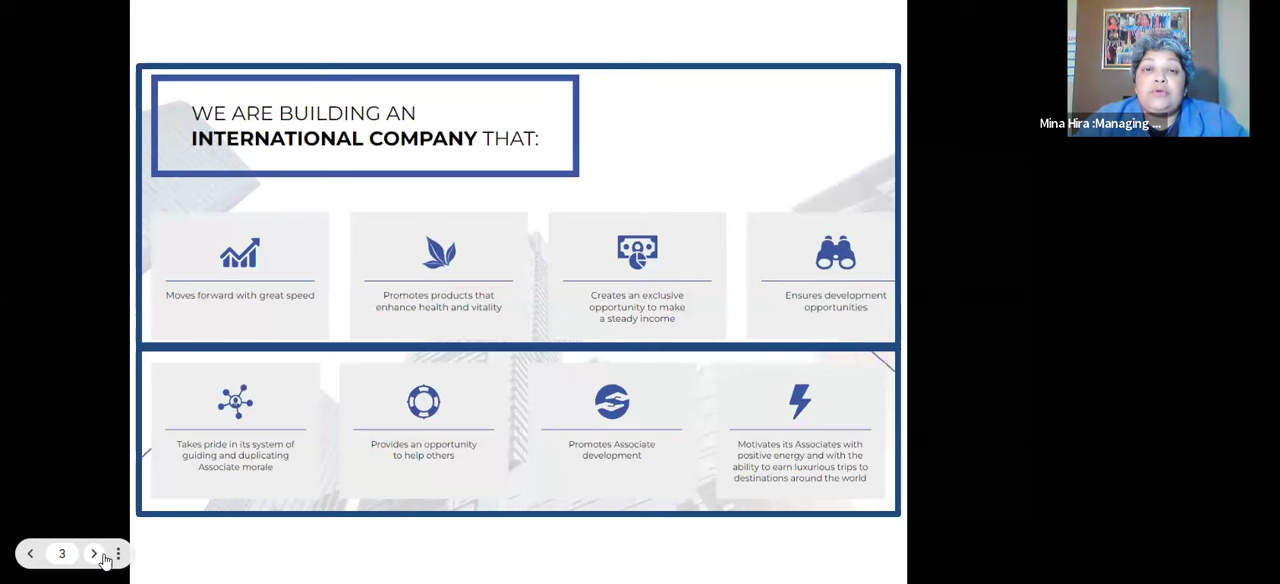 WE ARE BUILDING AN
INTERNATIONAL COMPANY THAT:
Moves forward with great speed
Promotes products that
enhance health and vitality
Creates an exclusive
opportunity to make
a steady income
Ensures development
opportunities
Takes pride in its system of
guiding and duplicating
Associate morale
Provides an opportunity
to help others
Promotes Associate
development
Motivates its Associates with
positive energy and with the
ability to earn luxurious trips to
destinations around the world
Mina Hira :Managing ...
3